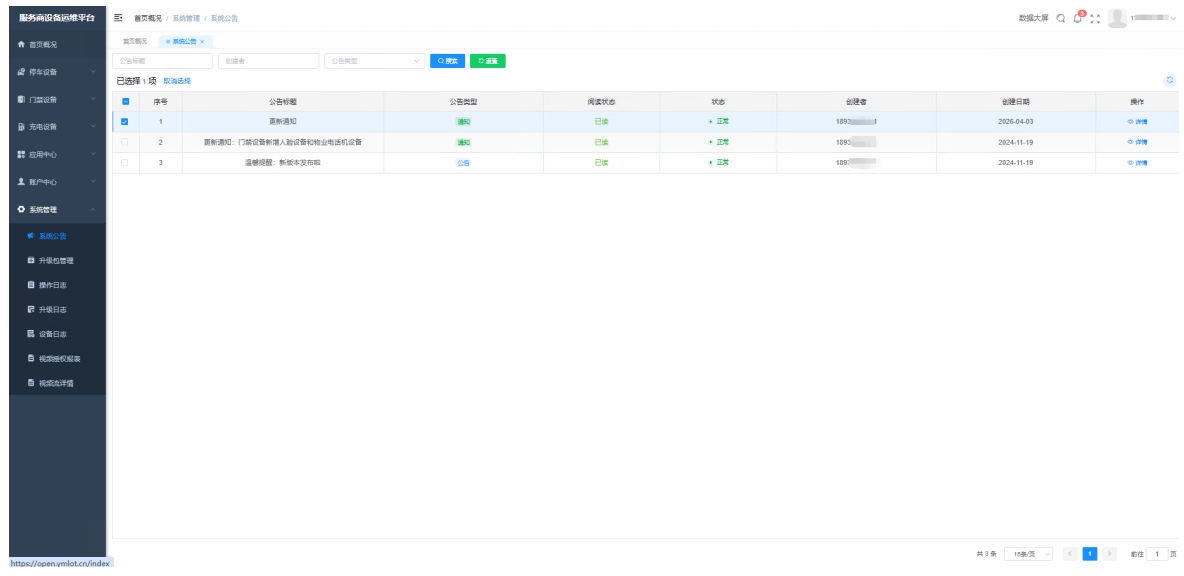 服务商设备运维平台
首页概况 / 系统管理 / 系统公告
数据大屏 3
首页概况
停车设备
门禁设备
充电设备
应用中心
账户中心
系统管理
系统公告
升级包管理
操作日志
升级日志
设备日志
视频授权报表
视频流详情
首页概况 系统公告 ×
公告标题 创建者 公告类型 搜索 重置
已选择 1 项 取消选择
序号 公告标题 公告类型 阅读状态 状态 创建者 创建日期 操作
1 更新通知 通知 已读 正常 1893 2026-04-03 详情
2 更新通知:门禁设备新增人脸设备和物业电话机设备 通知 已读 正常 1893 2024-11-19 详情
3 温馨提醒:新版本发布啦 公告 已读 正常 189 2024-11-19 详情
共 3 条 15条/页 1 前往 1 页
https://open.ymlot.cn/index